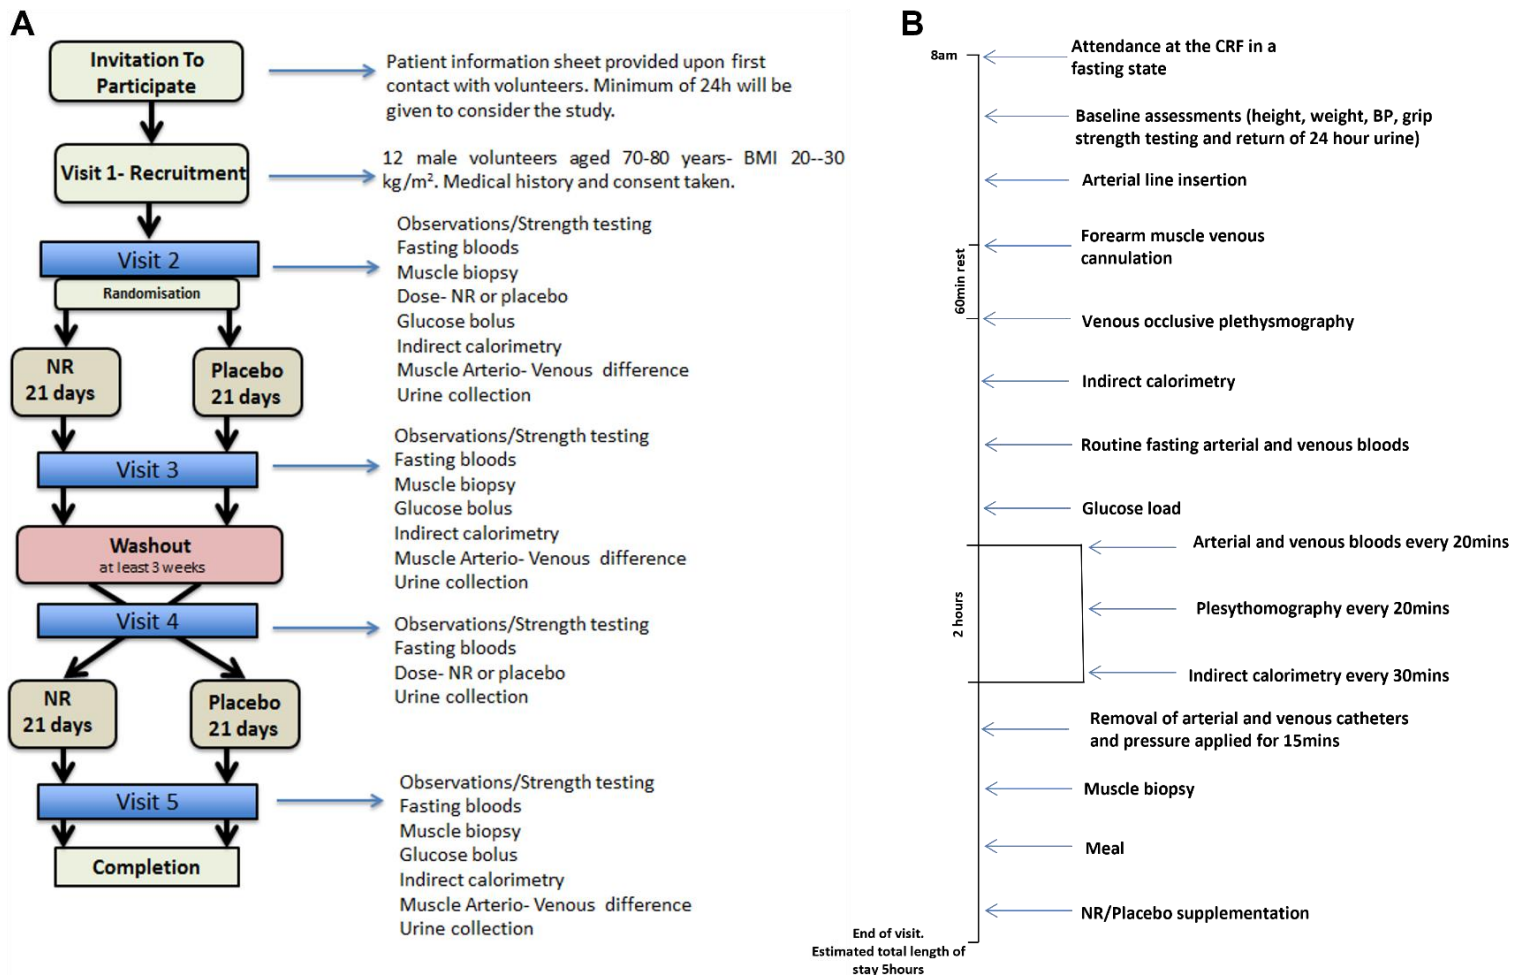 A
Invitation To
Participate
Patient information sheet provided upon first
contact with volunteers. Minimum of 24h will be
given to consider the study.
Visit 1- Recruitment
12 male volunteers aged 70-80 years- BMI 20--30
kg/m². Medical history and consent taken.
Visit 2
Randomisation
Observations/Strength testing
Fasting bloods
Muscle biopsy
Dose- NR or placebo
Glucose bolus
Indirect calorimetry
Muscle Arterio- Venous difference
Urine collection
NR
21 days
Placebo
21 days
Visit 3
Observations/Strength testing
Fasting bloods
Muscle biopsy
Glucose bolus
Indirect calorimetry
Muscle Arterio- Venous difference
Urine collection
Washout
at least 3 weeks
Visit 4
Observations/Strength testing
Fasting bloods
Dose- NR or placebo
Urine collection
NR
21 days
Placebo
21 days
Visit 5
Observations/Strength testing
Fasting bloods
Muscle biopsy
Glucose bolus
Indirect calorimetry
Muscle Arterio- Venous difference
Urine collection
Completion
B
8am
Attendance at the CRF in a
fasting state
Baseline assessments (height, weight, BP, grip
strength testing and return of 24 hour urine)
Arterial line insertion
Forearm muscle venous
cannulation
60min rest
Venous occlusive plethysmography
Indirect calorimetry
Routine fasting arterial and venous bloods
Glucose load
2 hours
Arterial and venous bloods every 20mins
Plesythomography every 20mins
Indirect calorimetry every 30mins
Removal of arterial and venous catheters
and pressure applied for 15mins
Muscle biopsy
Meal
NR/Placebo supplementation
End of visit.
Estimated total length of
stay 5hours